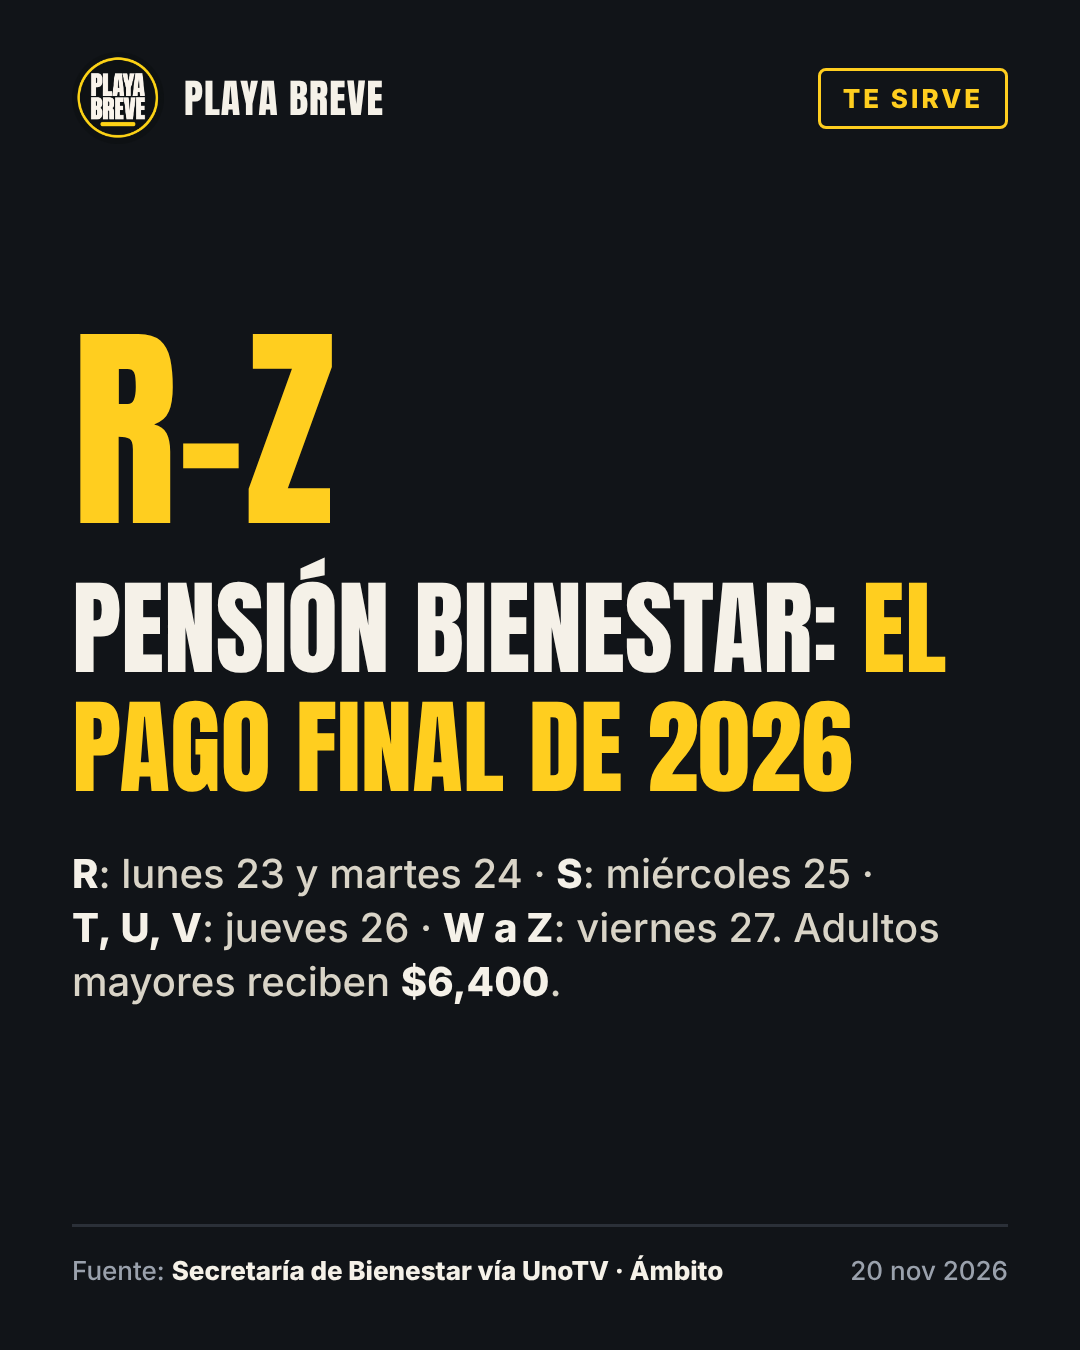 PLAYA
BREVE
PLAYA BREVE
TE SIRVE
R-Z
PENSIÓN BIENESTAR: EL
PAGO FINAL DE 2026
R: lunes 23 y martes 24 · S: miércoles 25 ·
T, U, V: jueves 26 · W a Z: viernes 27. Adultos
mayores reciben $6,400.
Fuente: Secretaría de Bienestar vía UnoTV · Ámbito
20 nov 2026